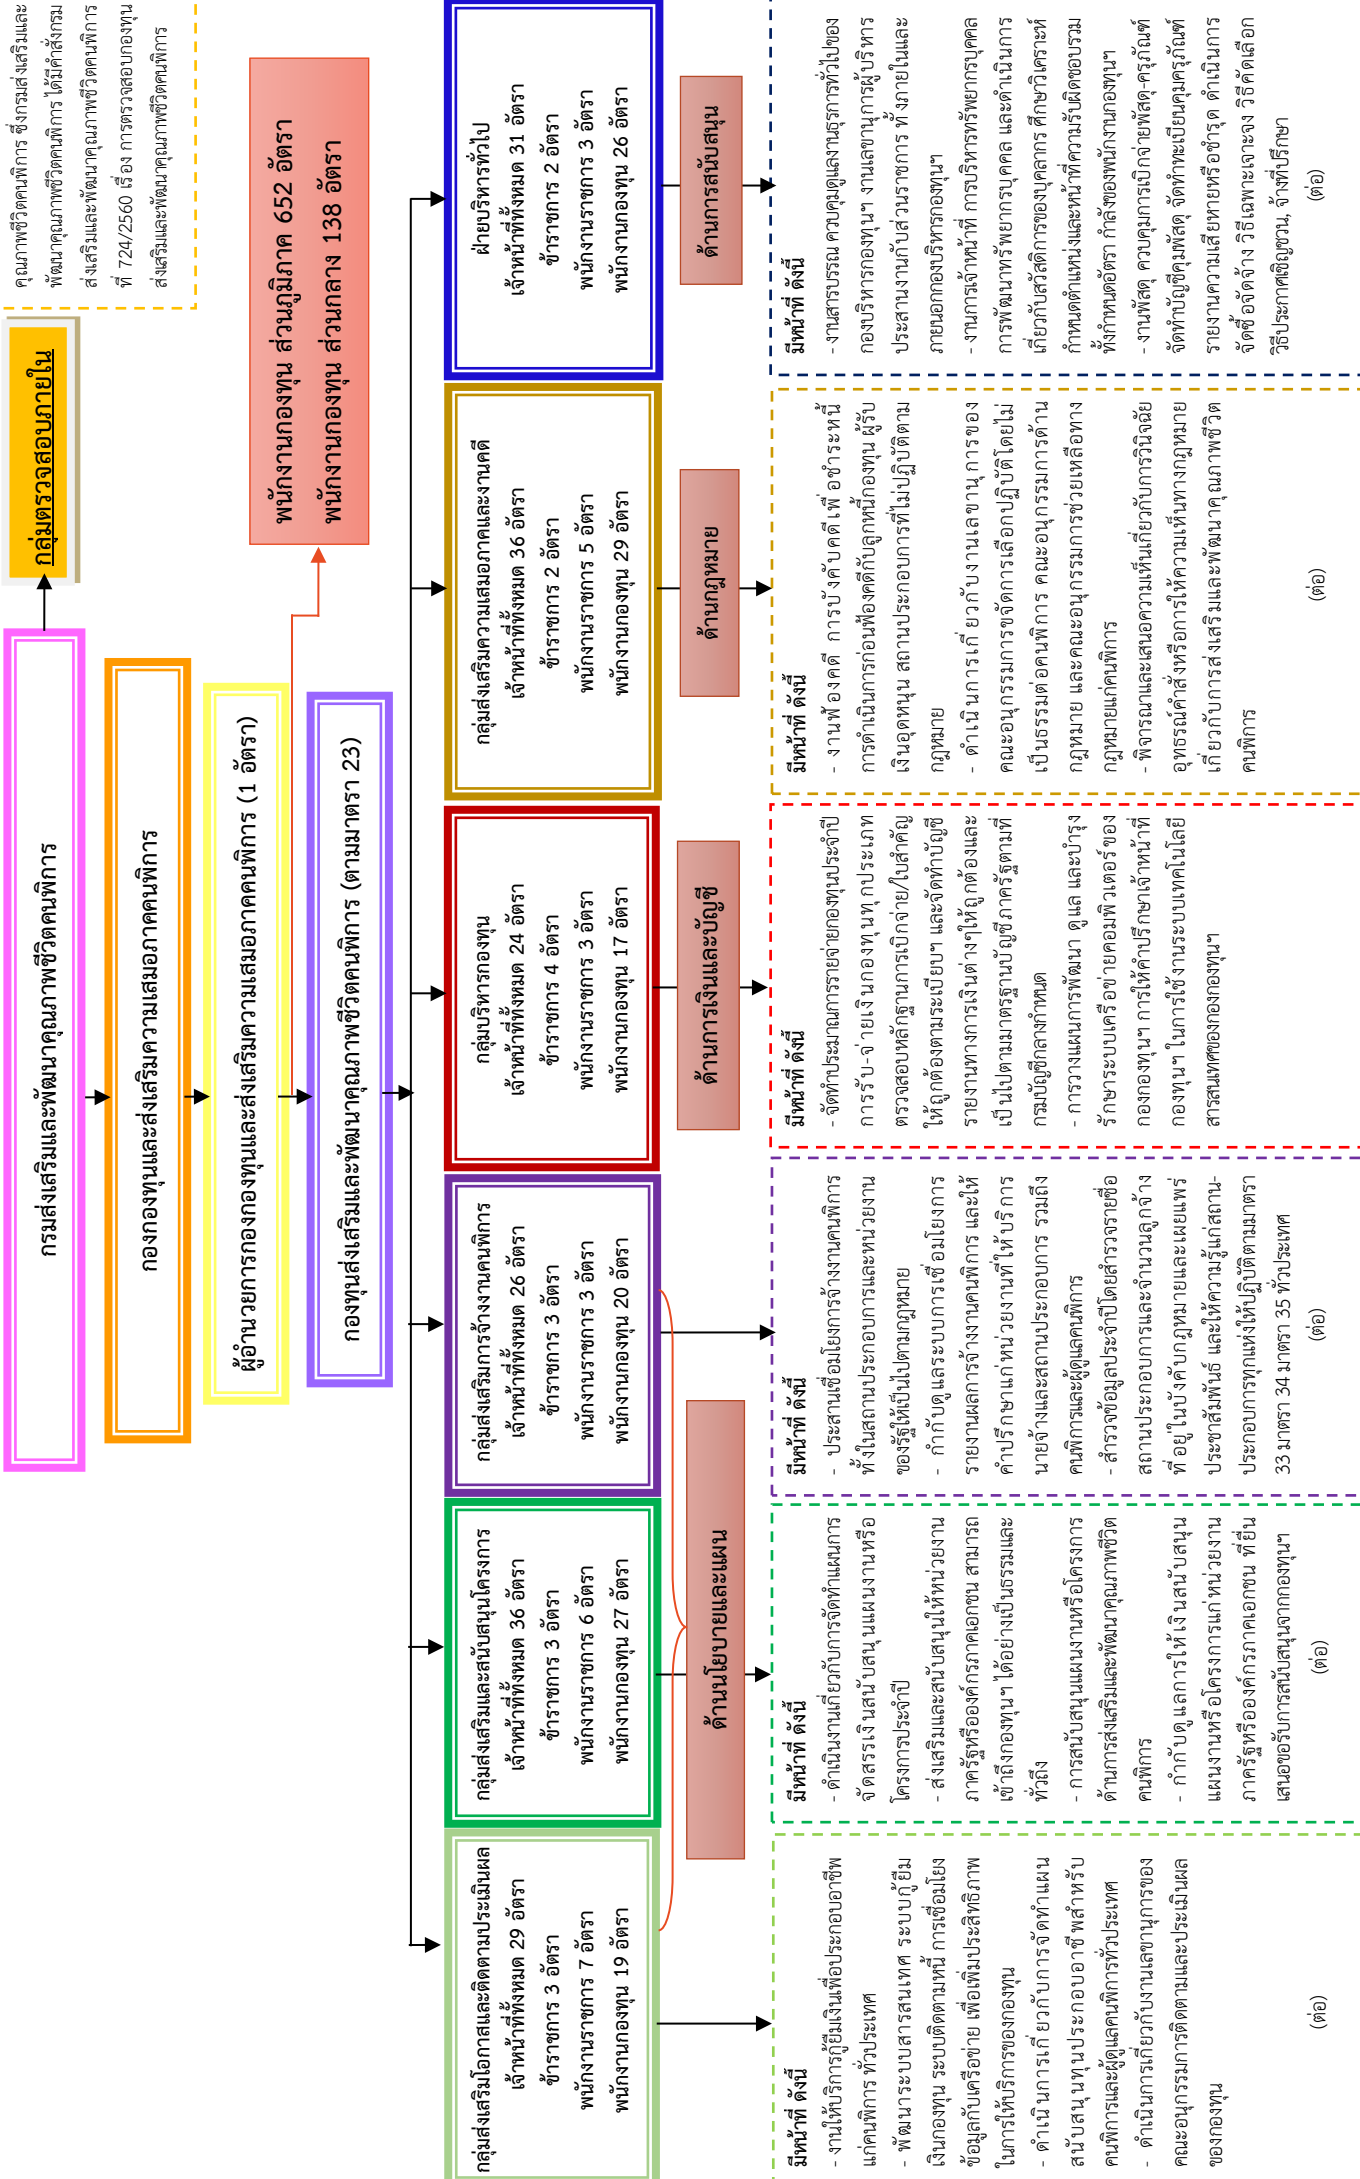 กรมส่งเสริมและพัฒนาคุณภาพชีวิตคนพิการ
กลุ่มตรวจสอบภายใน
คุณภาพชีวิตคนพิการ ซึ่งกรมส่งเสริมและ
พัฒนาคุณภาพชีวิตคนพิการ ได้มีคำสั่งกรม
ส่งเสริมและพัฒนาคุณภาพชีวิตคนพิการ
ที่ 724/2560 เรื่อง การตรวจสอบกองทุน
ส่งเสริมและพัฒนาคุณภาพชีวิตคนพิการ
กองกองทุนและส่งเสริมความเสมอภาคคนพิการ
ผู้อำนวยการกองกองทุนและส่งเสริมความเสมอภาคคนพิการ (1 อัตรา)
พนักงานกองทุน ส่วนภูมิภาค 652 อัตรา
พนักงานกองทุน ส่วนกลาง 138 อัตรา
กองทุนส่งเสริมและพัฒนาคุณภาพชีวิตคนพิการ (ตามมาตรา 23)
กลุ่มส่งเสริมโอกาสและติดตามประเมินผล
เจ้าหน้าที่ทั้งหมด 29 อัตรา
ข้าราชการ 3 อัตรา
พนักงานราชการ 7 อัตรา
พนักงานกองทุน 19 อัตรา
กลุ่มส่งเสริมและสนับสนุนโครงการ
เจ้าหน้าที่ทั้งหมด 36 อัตรา
ข้าราชการ 3 อัตรา
พนักงานราชการ 6 อัตรา
พนักงานกองทุน 27 อัตรา
กลุ่มส่งเสริมการจ้างงานคนพิการ
เจ้าหน้าที่ทั้งหมด 26 อัตรา
ข้าราชการ 3 อัตรา
พนักงานราชการ 3 อัตรา
พนักงานกองทุน 20 อัตรา
กลุ่มบริหารกองทุน
เจ้าหน้าที่ทั้งหมด 24 อัตรา
ข้าราชการ 4 อัตรา
พนักงานราชการ 3 อัตรา
พนักงานกองทุน 17 อัตรา
กลุ่มส่งเสริมความเสมอภาคและงานคดี
เจ้าหน้าที่ทั้งหมด 36 อัตรา
ข้าราชการ 2 อัตรา
พนักงานราชการ 5 อัตรา
พนักงานกองทุน 29 อัตรา
ฝ่ายบริหารทั่วไป
เจ้าหน้าที่ทั้งหมด 31 อัตรา
ข้าราชการ 2 อัตรา
พนักงานราชการ 3 อัตรา
พนักงานกองทุน 26 อัตรา
ด้านนโยบายและแผน
ด้านการเงินและบัญชี
ด้านกฎหมาย
ด้านการสนับสนุน
มีหน้าที่ ดังนี้
- งานให้บริการกู้ยืมเงินเพื่อประกอบอาชีพ
แก่คนพิการ ทั่วประเทศ
- พัฒนาระบบสารสนเทศ ระบบกู้ยืม
เงินกองทุน ระบบติดตามหนี้ การเชื่อมโยง
ข้อมูลกับเครือข่าย เพื่อเพิ่มประสิทธิภาพ
ในการให้บริการของกองทุน
- ดำเนินการเกี่ยวกับการจัดทำแผน
สนับสนุนทุนประกอบอาชีพสำหรับ
คนพิการและผู้ดูแลคนพิการทั่วประเทศ
- ดำเนินการเกี่ยวกับงานเลขานุการของ
คณะอนุกรรมการติดตามและประเมินผล
ของกองทุน
(ต่อ)
มีหน้าที่ ดังนี้
- ดำเนินงานเกี่ยวกับการจัดทำแผนการ
จัดสรรเงินสนับสนุนแผนงานหรือ
โครงการประจำปี
- ส่งเสริมและสนับสนุนให้หน่วยงาน
ภาครัฐหรือองค์กรภาคเอกชน สามารถ
เข้าถึงกองทุนฯ ได้อย่างเป็นธรรมและ
ทั่วถึง
- การสนับสนุนแผนงานหรือโครงการ
ด้านการส่งเสริมและพัฒนาคุณภาพชีวิต
คนพิการ
- กำกับดูแลการให้เงินสนับสนุน
แผนงานหรือโครงการแก่หน่วยงาน
ภาครัฐหรือองค์กรภาคเอกชน ที่ยื่น
เสนอขอรับการสนับสนุนจากกองทุนฯ
(ต่อ)
มีหน้าที่ ดังนี้
- ประสานเชื่อมโยงการจ้างงานคนพิการ
ทั้งในสถานประกอบการและหน่วยงาน
ของรัฐให้เป็นไปตามกฎหมาย
- กำกับดูและระบบการเชื่อมโยงการ
รายงานผลการจ้างงานคนพิการ และให้
คำปรึกษาแก่หน่วยงานที่ให้บริการ
นายจ้างและสถานประกอบการ รวมถึง
คนพิการและผู้ดูแลคนพิการ
- สำรวจข้อมูลประจำปีโดยสำรวจรายชื่อ
สถานประกอบการและจำนวนลูกจ้าง
ที่อยู่ในบังคับกฎหมายและเผยแพร่
ประชาสัมพันธ์ และให้ความรู้แก่สถาน-
ประกอบการทุกแห่งให้ปฏิบัติตามมาตรา
33 มาตรา 34 มาตรา 35 ทั่วประเทศ
(ต่อ)
มีหน้าที่ ดังนี้
- จัดทำประมาณการรายจ่ายกองทุนประจำปี
การรับ-จ่ายเงินกองทุนทุกประเภท
ตรวจสอบหลักฐานการเบิกจ่าย/ใบสำคัญ
ให้ถูกต้องตามระเบียบฯ และจัดทำบัญชี
รายงานทางการเงินต่างๆให้ถูกต้องและ
เป็นไปตามมาตรฐานบัญชีภาครัฐตามที่
กรมบัญชีกลางกำหนด
- การวางแผนการพัฒนา ดูแล และบำรุง
รักษาระบบเครือข่ายคอมพิวเตอร์ของ
กองกองทุนฯ การให้คำปรึกษาเจ้าหน้าที่
กองทุนฯ ในการใช้งานระบบเทคโนโลยี
สารสนเทศของกองทุนฯ
มีหน้าที่ ดังนี้
- งานฟ้องคดี การบังคับคดีเพื่อชำระหนี้
การดำเนินการก่อนฟ้องคดีกับลูกหนี้กองทุน ผู้รับ
เงินอุดหนุน สถานประกอบการที่ไม่ปฏิบัติตาม
กฎหมาย
- ดำเนินการเกี่ยวกับงานเลขานุการของ
คณะอนุกรรมการขจัดการเลือกปฏิบัติโดยไม่
เป็นธรรมต่อคนพิการ คณะอนุกรรมการด้าน
กฎหมาย และคณะอนุกรรมการช่วยเหลือทาง
กฎหมายแก่คนพิการ
- พิจารณาและเสนอความเห็นเกี่ยวกับการวินิจฉัย
อุทธรณ์คำสั่งหรือการให้ความเห็นทางกฎหมาย
เกี่ยวกับการส่งเสริมและพัฒนาคุณภาพชีวิต
คนพิการ
(ต่อ)
มีหน้าที่ ดังนี้
- งานสารบรรณ ควบคุมดูแลงานธุรการทั่วไปของ
กองบริหารกองทุนฯ งานเลขานุการผู้บริหาร
ประสานงานกับส่วนราชการ ทั้งภายในและ
ภายนอกกองบริหารกองทุนฯ
- งานการเจ้าหน้าที่ การบริหารทรัพยากรบุคคล
การพัฒนาทรัพยากรบุคคล และดำเนินการ
เกี่ยวกับสวัสดิการของบุคลากร ศึกษาวิเคราะห์
กำหนดตำแหน่งและหน้าที่ความรับผิดชอบรวม
ทั้งกำหนดอัตรา กำลังของพนักงานกองทุนฯ
- งานพัสดุ ควบคุมการเบิกจ่ายพัสดุ-ครุภัณฑ์
จัดทำบัญชีคุมพัสดุ จัดทำทะเบียนคุมครุภัณฑ์
รายงานความเสียหายหรือชำรุด ดำเนินการ
จัดซื้อจัดจ้าง วิธีเฉพาะเจาะจง วิธีคัดเลือก
วิธีประกาศเชิญชวน, จ้างที่ปรึกษา
(ต่อ)